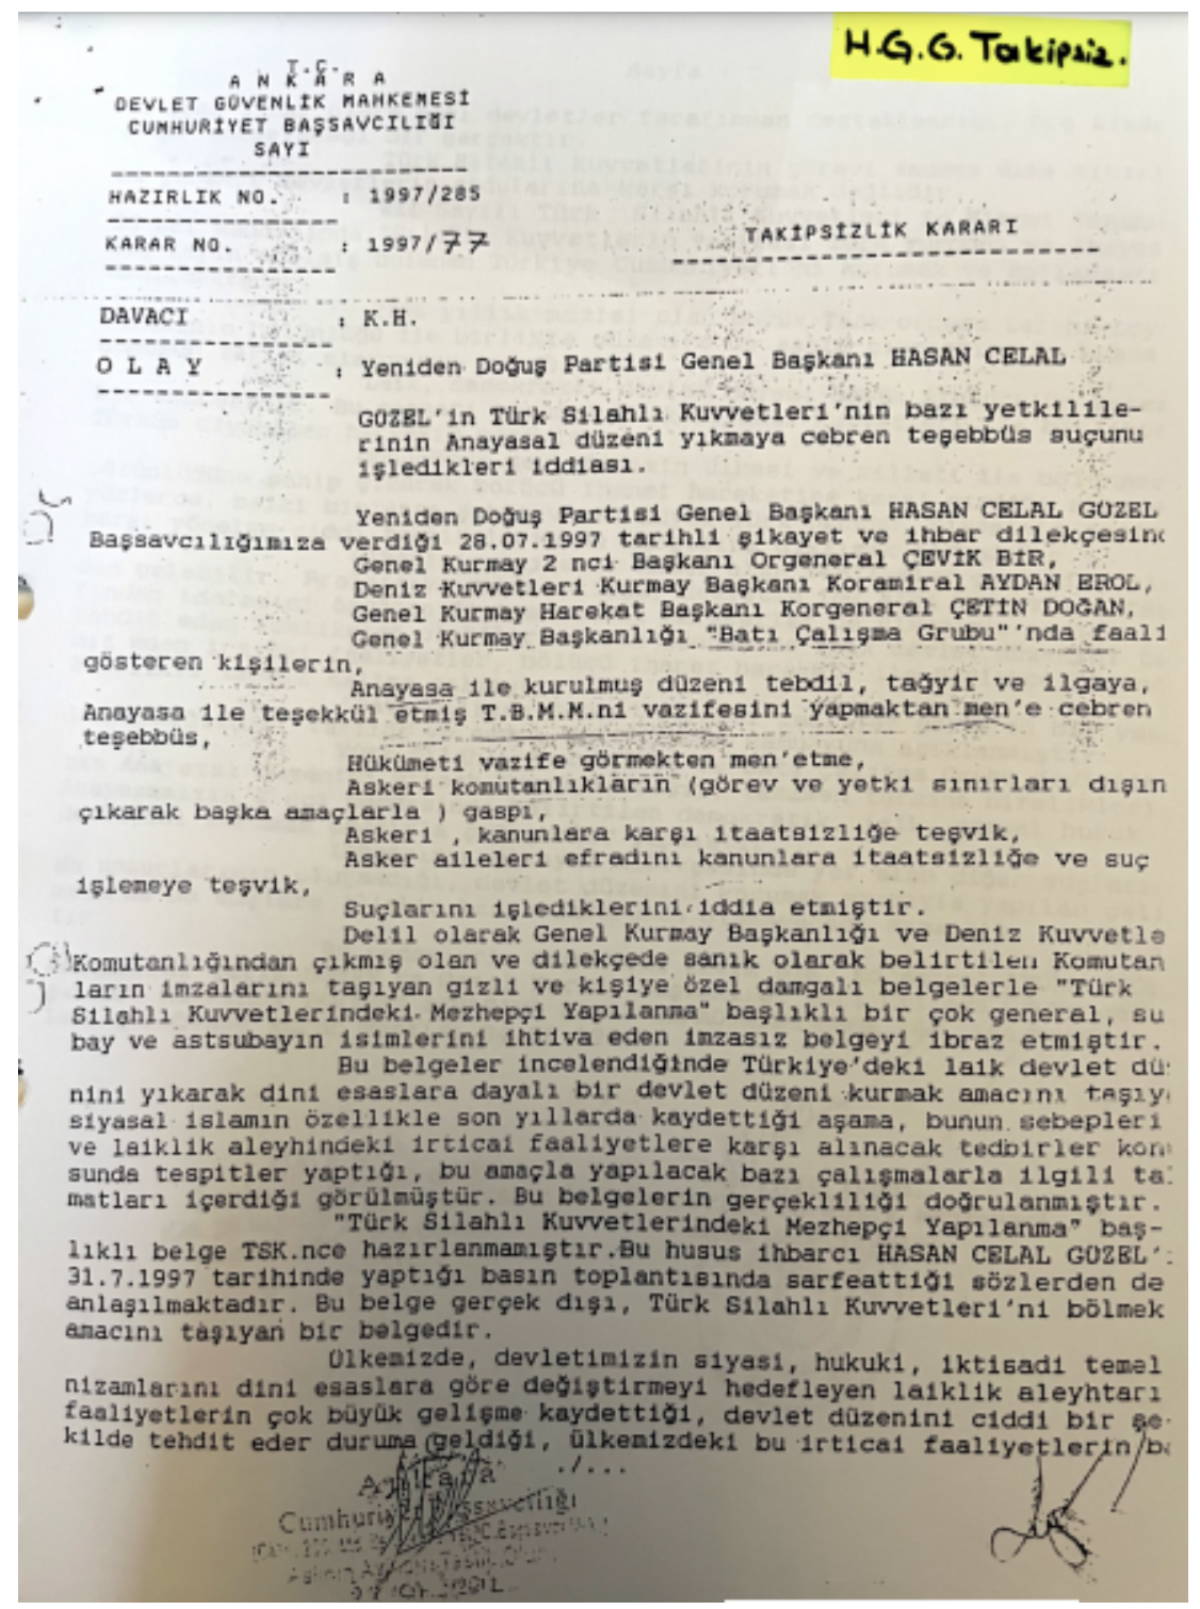 H.G.G. Takipsiz.
T.C.
A N K A R A
DEVLET GÜVENLİK MAHKEMESİ
CUMHURİYET BAŞSAVCILIĞI
SAYI
HAZIRLIK NO. : 1997/285
KARAR NO. : 1997/77
TAKİPSİZLİK KARARI
DAVACI : K.H.
O L A Y : Yeniden Doğuş Partisi Genel Başkanı HASAN CELAL
GÜZEL'in Türk Silahlı Kuvvetleri'nin bazı yetkilile-
rinin Anayasal düzeni yıkmaya cebren teşebbüs suçunu
işledikleri iddiası.
Yeniden Doğuş Partisi Genel Başkanı HASAN CELAL GÜZEL
Başsavcılığımıza verdiği 28.07.1997 tarihli şikayet ve ihbar dilekçesind
Genel Kurmay 2 nci Başkanı Orgeneral ÇEVİK BİR,
Deniz Kuvvetleri Kurmay Başkanı Koramiral AYDAN EROL,
Genel Kurmay Harekat Başkanı Korgeneral ÇETİN DOĞAN,
Genel Kurmay Başkanlığı "Batı Çalışma Grubu"'nda faali
gösteren kişilerin,
Anayasa ile kurulmuş düzeni tebdil, tağyir ve ilgaya,
Anayasa ile teşekkül etmiş T.B.M.M.ni vazifesini yapmaktan men'e cebren
teşebbüs,
Hükümeti vazife görmekten men'etme,
Askeri komutanlıkların (görev ve yetki sınırları dışın
çıkarak başka amaçlarla ) gaspı,
Askeri , kanunlara karşı itaatsizliğe teşvik,
Asker aileleri efradını kanunlara itaatsizliğe ve suç
işlemeye teşvik,
Suçlarını işlediklerini iddia etmiştir.
Delil olarak Genel Kurmay Başkanlığı ve Deniz Kuvvetle
Komutanlığından çıkmış olan ve dilekçede sanık olarak belirtilen Komutan
ların imzalarını taşıyan gizli ve kişiye özel damgalı belgelerle "Türk
Silahlı Kuvvetlerindeki Mezhepçi Yapılanma" başlıklı bir çok general, su
bay ve astsubayın isimlerini ihtiva eden imzasız belgeyi ibraz etmiştir.
Bu belgeler incelendiğinde Türkiye'deki laik devlet dü
nini yıkarak dini esaslara dayalı bir devlet düzeni kurmak amacını taşıy
siyasal islamın özellikle son yıllarda kaydettiği aşama, bunun sebepleri
ve laiklik aleyhindeki irticai faaliyetlere karşı alınacak tedbirler kon
sunda tespitler yaptığı, bu amaçla yapılacak bazı çalışmalarla ilgili ta
matları içerdiği görülmüştür. Bu belgelerin gerçekliliği doğrulanmıştır.
"Türk Silahlı Kuvvetlerindeki Mezhepçi Yapılanma" baş-
lıklı belge TSK.nce hazırlanmamıştır.Bu husus ihbarcı HASAN CELAL GÜZEL'
31.7.1997 tarihinde yaptığı basın toplantısında sarfeattiği sözlerden de
anlaşılmaktadır. Bu belge gerçek dışı, Türk Silahlı Kuvvetleri'ni bölmek
amacını taşıyan bir belgedir.
Ülkemizde, devletimizin siyasi, hukuki, iktisadi temel
nizamlarını dini esaslara göre değiştirmeyi hedefleyen laiklik aleyhtarı
faaliyetlerin çok büyük gelişme kaydettiği, devlet düzenini ciddi bir şe
kilde tehdit eder duruma geldiği, ülkemizdeki bu irticai faaliyetlerin b
./...
Ankara
Cumhuriyet Başsavcılığı